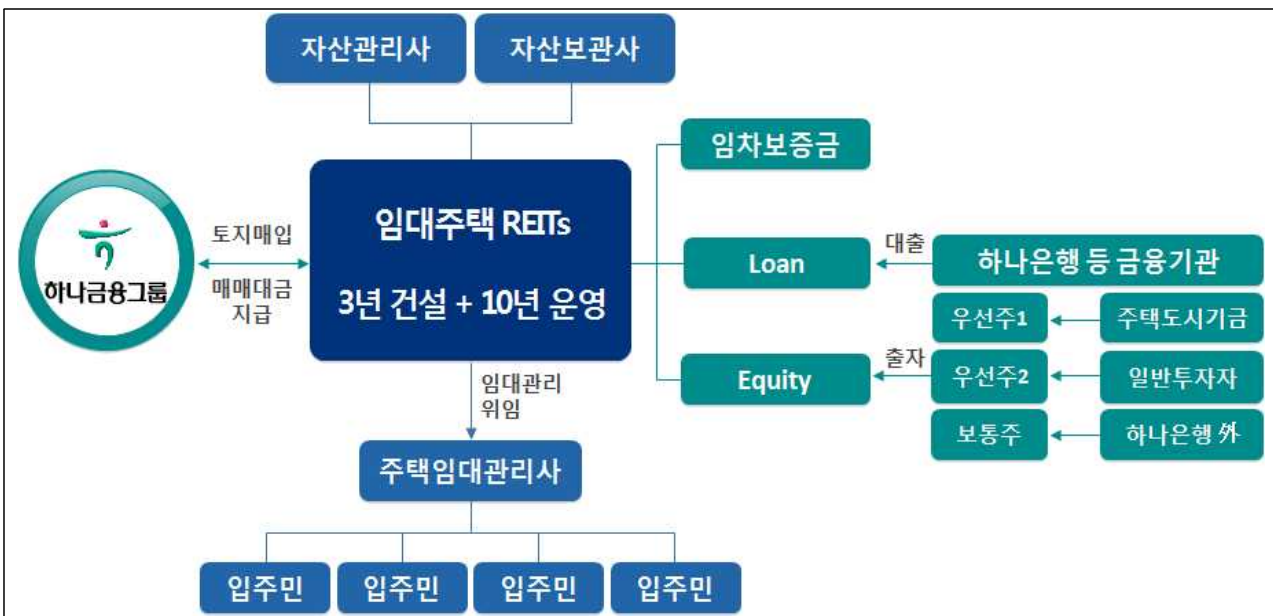 자산관리사
자산보관사
임차보증금
임대주택 REITs
3년 건설 + 10년 운영
하나금융그룹
토지매입
매매대금
지급
Loan
대출
하나은행 등 금융기관
Equity
출자
우선주1
주택도시기금
우선주2
일반투자자
보통주
하나은행 外
임대관리
위임
주택임대관리사
입주민
입주민
입주민
입주민